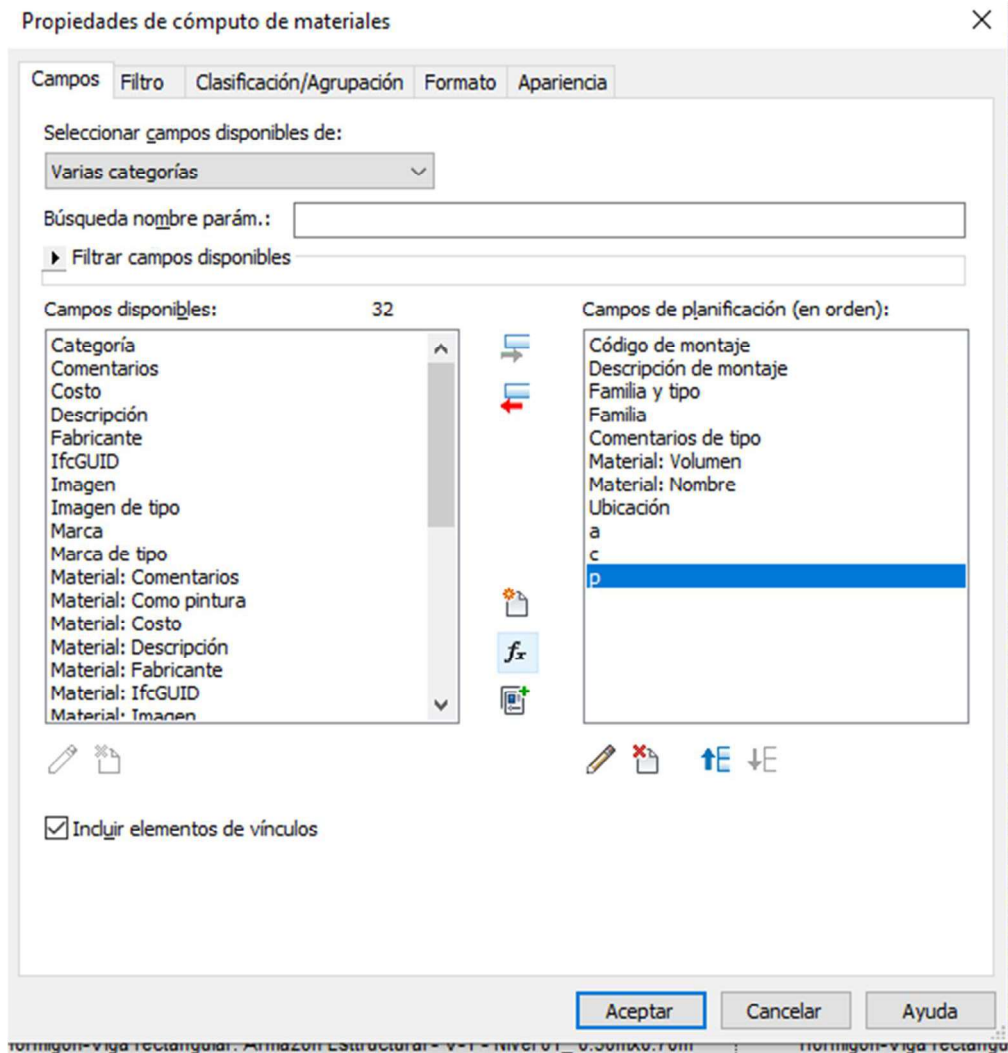 Propiedades de cómputo de materiales
Campos Filtro Clasificación/Agrupación Formato Apariencia
Seleccionar campos disponibles de:
Varias categorías
Búsqueda nombre parám.:
Filtrar campos disponibles
Campos disponibles: 32
Categoría
Comentarios
Costo
Descripción
Fabricante
IfcGUID
Imagen
Imagen de tipo
Marca
Marca de tipo
Material: Comentarios
Material: Como pintura
Material: Costo
Material: Descripción
Material: Fabricante
Material: IfcGUID
Material: Imagen
Campos de planificación (en orden):
Código de montaje
Descripción de montaje
Familia y tipo
Familia
Comentarios de tipo
Material: Volumen
Material: Nombre
Ubicación
a
c
p
fx
Incluir elementos de vínculos
Aceptar Cancelar Ayuda